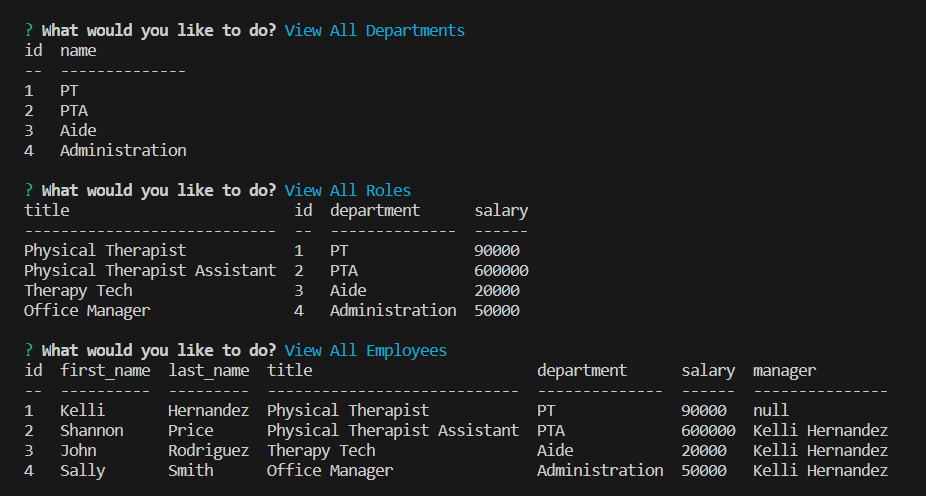 ? What would you like to do? View All Departments
id  name
--  --------------
1   PT
2   PTA
3   Aide
4   Administration
? What would you like to do? View All Roles
title                         id  department      salary
----------------------------  --  --------------  ------
Physical Therapist            1   PT              90000
Physical Therapist Assistant  2   PTA             600000
Therapy Tech                  3   Aide            20000
Office Manager                4   Administration  50000
? What would you like to do? View All Employees
id  first_name  last_name  title                         department      salary  manager
--  ----------  ---------  ----------------------------  --------------  ------  ---------------
1   Kelli       Hernandez  Physical Therapist            PT              90000   null
2   Shannon     Price      Physical Therapist Assistant  PTA             600000  Kelli Hernandez
3   John        Rodriguez  Therapy Tech                  Aide            20000   Kelli Hernandez
4   Sally       Smith      Office Manager                Administration  50000   Kelli Hernandez